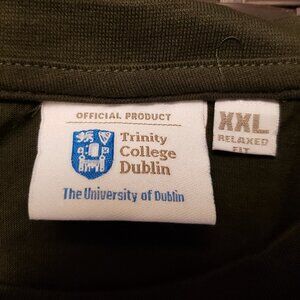 OFFICIAL PRODUCT
Trinity
College
Dublin
The University of Dublin
XXL
RELAXED
FIT